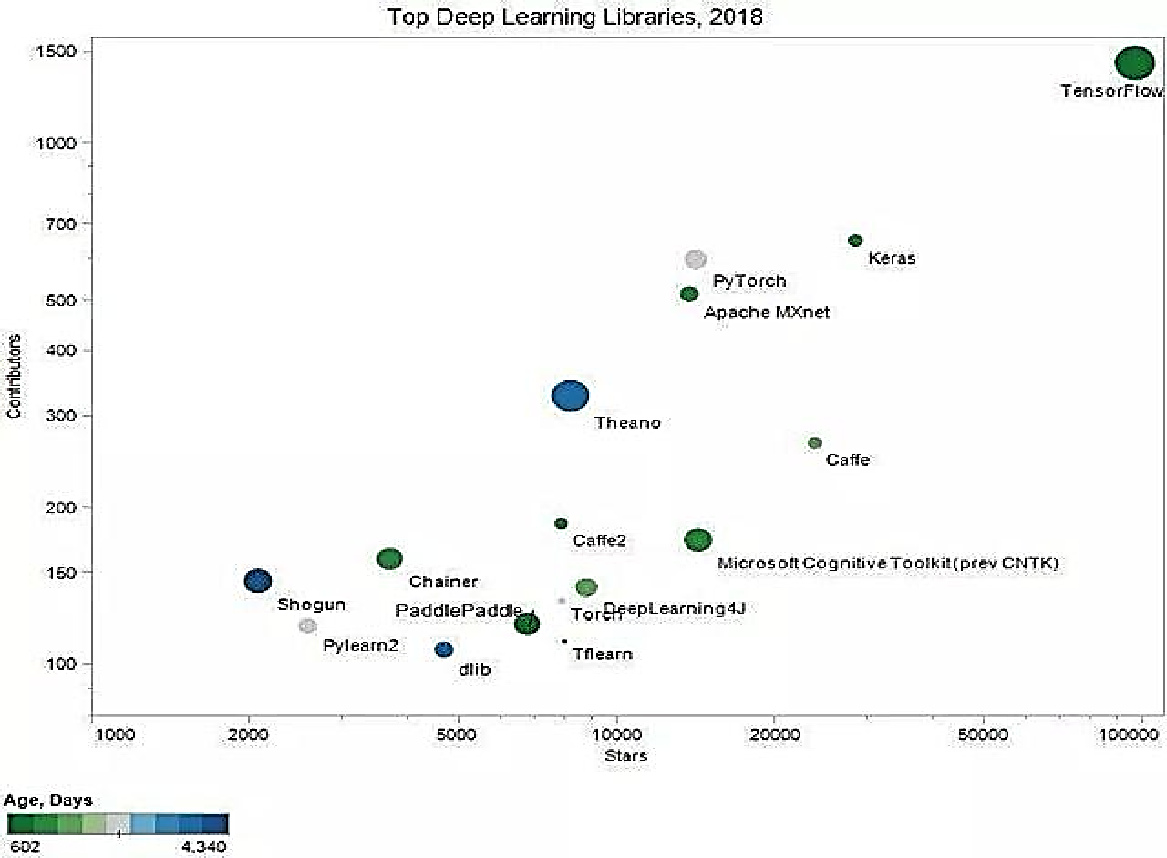 Top Deep Learning Libraries, 2018
1500
TensorFlow
1000
700
Keras
PyTorch
500
Apache MXnet
400
Contributors
300
Theano
Caffe
200
Caffe2
Microsoft Cognitive Toolkit(prev CNTK)
150
Chainer
Shogun
PaddlePaddle
Torch
DeepLearning4J
Pylearn2
Tflearn
100
dlib
1000 2000 5000 10000 20000 50000 100000
Stars
Age, Days
602 4,340